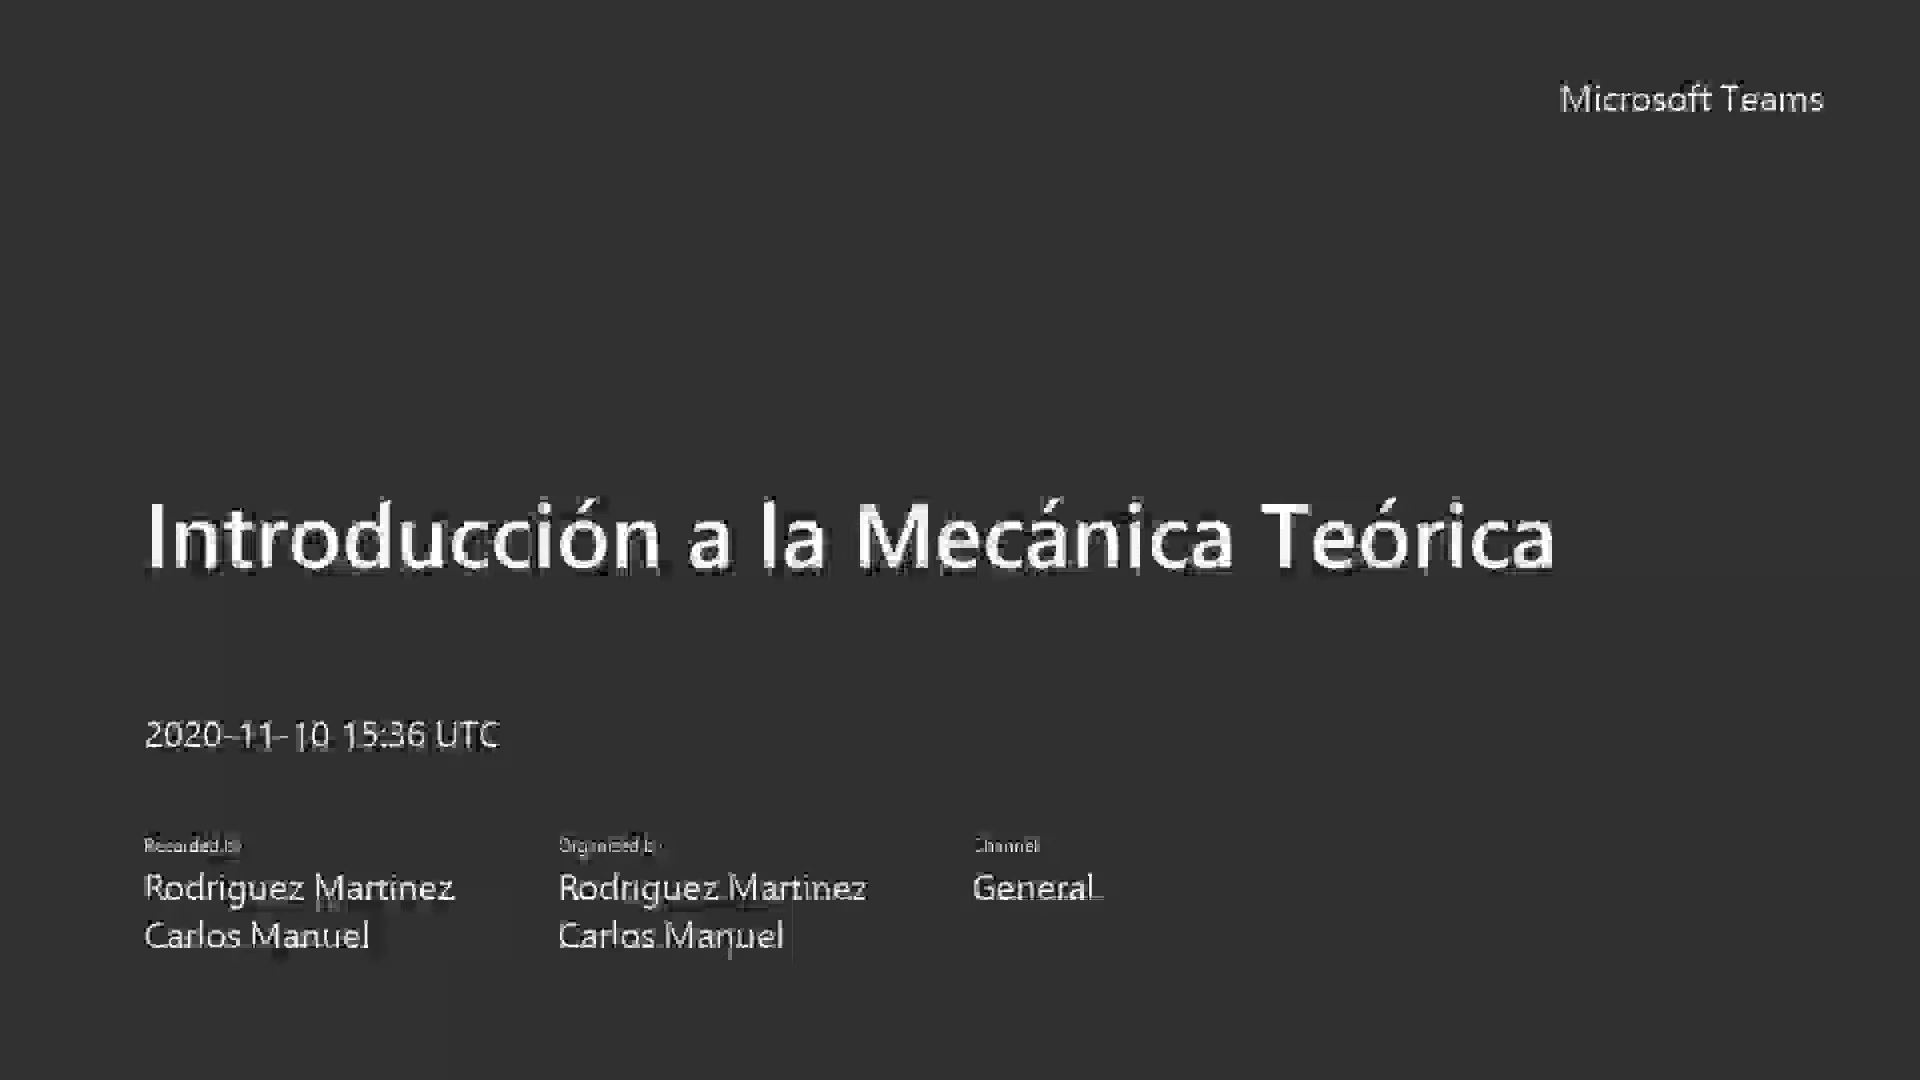 Microsoft Teams
Introducción a la Mecánica Teórica
2020-11-10 15:36 UTC
Recorded by
Organized by
Channel
Rodriguez Martinez
Rodriguez Martinez
General
Carlos Manuel
Carlos Manuel